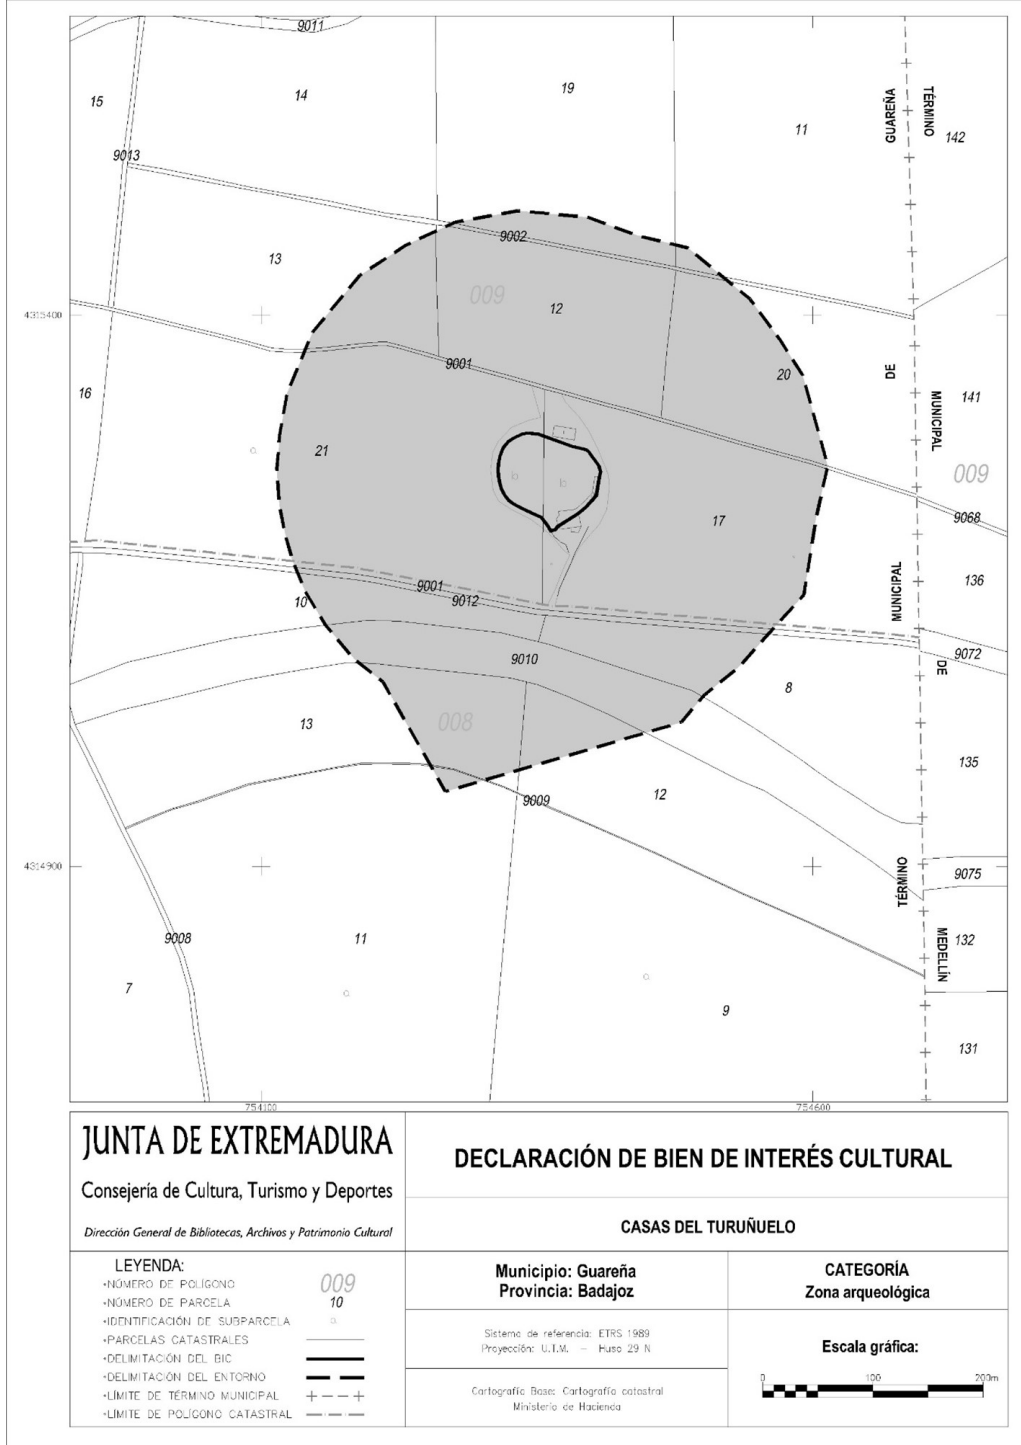 9011
15
14
19
11
GUAREÑA
TÉRMINO
142
9013
13
9002
009
12
4315400
16
9001
20
DE
MUNICIPAL
141
21
b
b
17
009
9068
10
9001
9012
MUNICIPAL
136
9010
8
DE
9072
13
008
12
9009
135
4314900
TÉRMINO
9075
9008
11
132
MEDELLÍN
7
9
131
754100
754600
JUNTA DE EXTREMADURA
Consejería de Cultura, Turismo y Deportes
Dirección General de Bibliotecas, Archivos y Patrimonio Cultural
DECLARACIÓN DE BIEN DE INTERÉS CULTURAL
CASAS DEL TURUÑUELO
LEYENDA:
•NÚMERO DE POLÍGONO 009
•NÚMERO DE PARCELA 10
•IDENTIFICACIÓN DE SUBPARCELA a
•PARCELAS CATASTRALES
•DELIMITACIÓN DEL BIC
•DELIMITACIÓN DEL ENTORNO
•LÍMITE DE TÉRMINO MUNICIPAL
•LÍMITE DE POLÍGONO CATASTRAL
Municipio: Guareña
Provincia: Badajoz
CATEGORÍA
Zona arqueológica
Sistema de referencia: ETRS 1989
Proyección: U.T.M. – Huso 29 N
Cartografía Base: Cartografía catastral
Ministerio de Hacienda
Escala gráfica:
0 100 200m